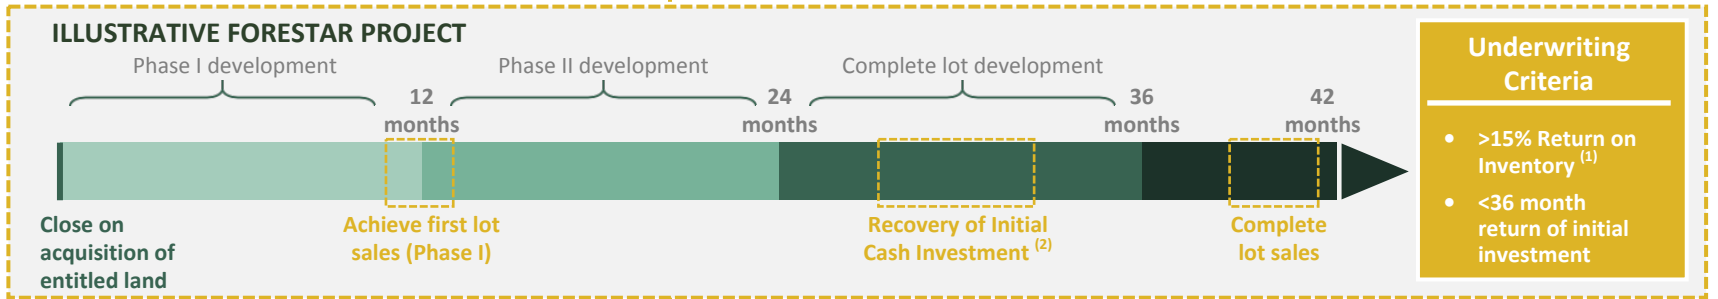 ILLUSTRATIVE FORESTAR PROJECT
Phase I development
Phase II development
Complete lot development
12
months
24
months
36
months
42
months
Close on
acquisition of
entitled land
Achieve first lot
sales (Phase I)
Recovery of Initial
Cash Investment (2)
Complete
lot sales
Underwriting
Criteria
• >15% Return on
Inventory (1)
• <36 month
return of initial
investment